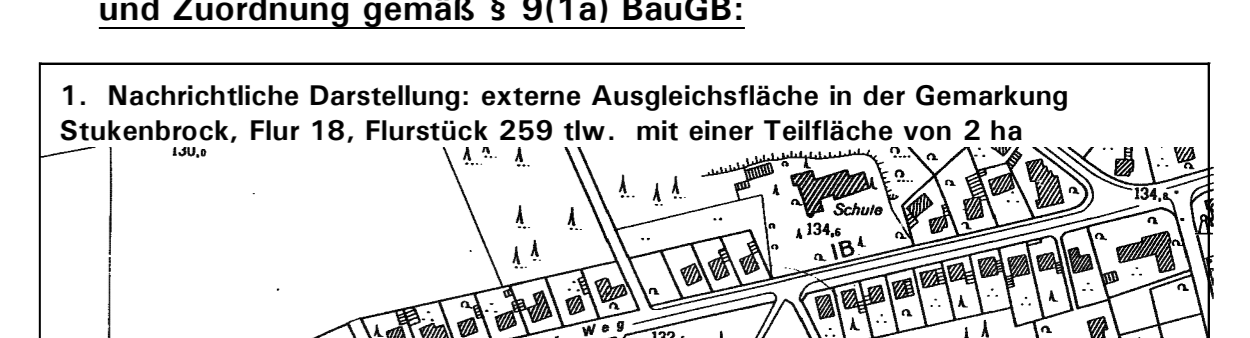 und Zuordnung gemäß § 9(1a) BauGB:
1. Nachrichtliche Darstellung: externe Ausgleichsfläche in der Gemarkung
Stukenbrock, Flur 18, Flurstück 259 tlw. mit einer Teilfläche von 2 ha
130,0
134,8
Schule
134,6
IB
Weg